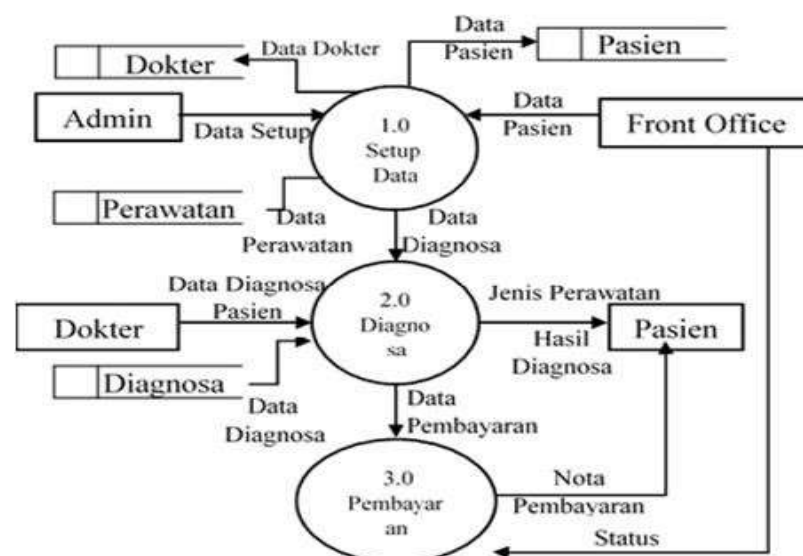 Data
Pasien
Pasien
Data Dokter
Dokter
Admin
Data Setup
1.0
Setup
Data
Data
Pasien
Front Office
Perawatan
Data
Perawatan
Data
Diagnosa
Data Diagnosa
Pasien
Dokter
2.0
Diagno
sa
Jenis Perawatan
Hasil
Diagnosa
Pasien
Diagnosa
Data
Diagnosa
Data
Pembayaran
3.0
Pembayar
an
Nota
Pembayaran
Status